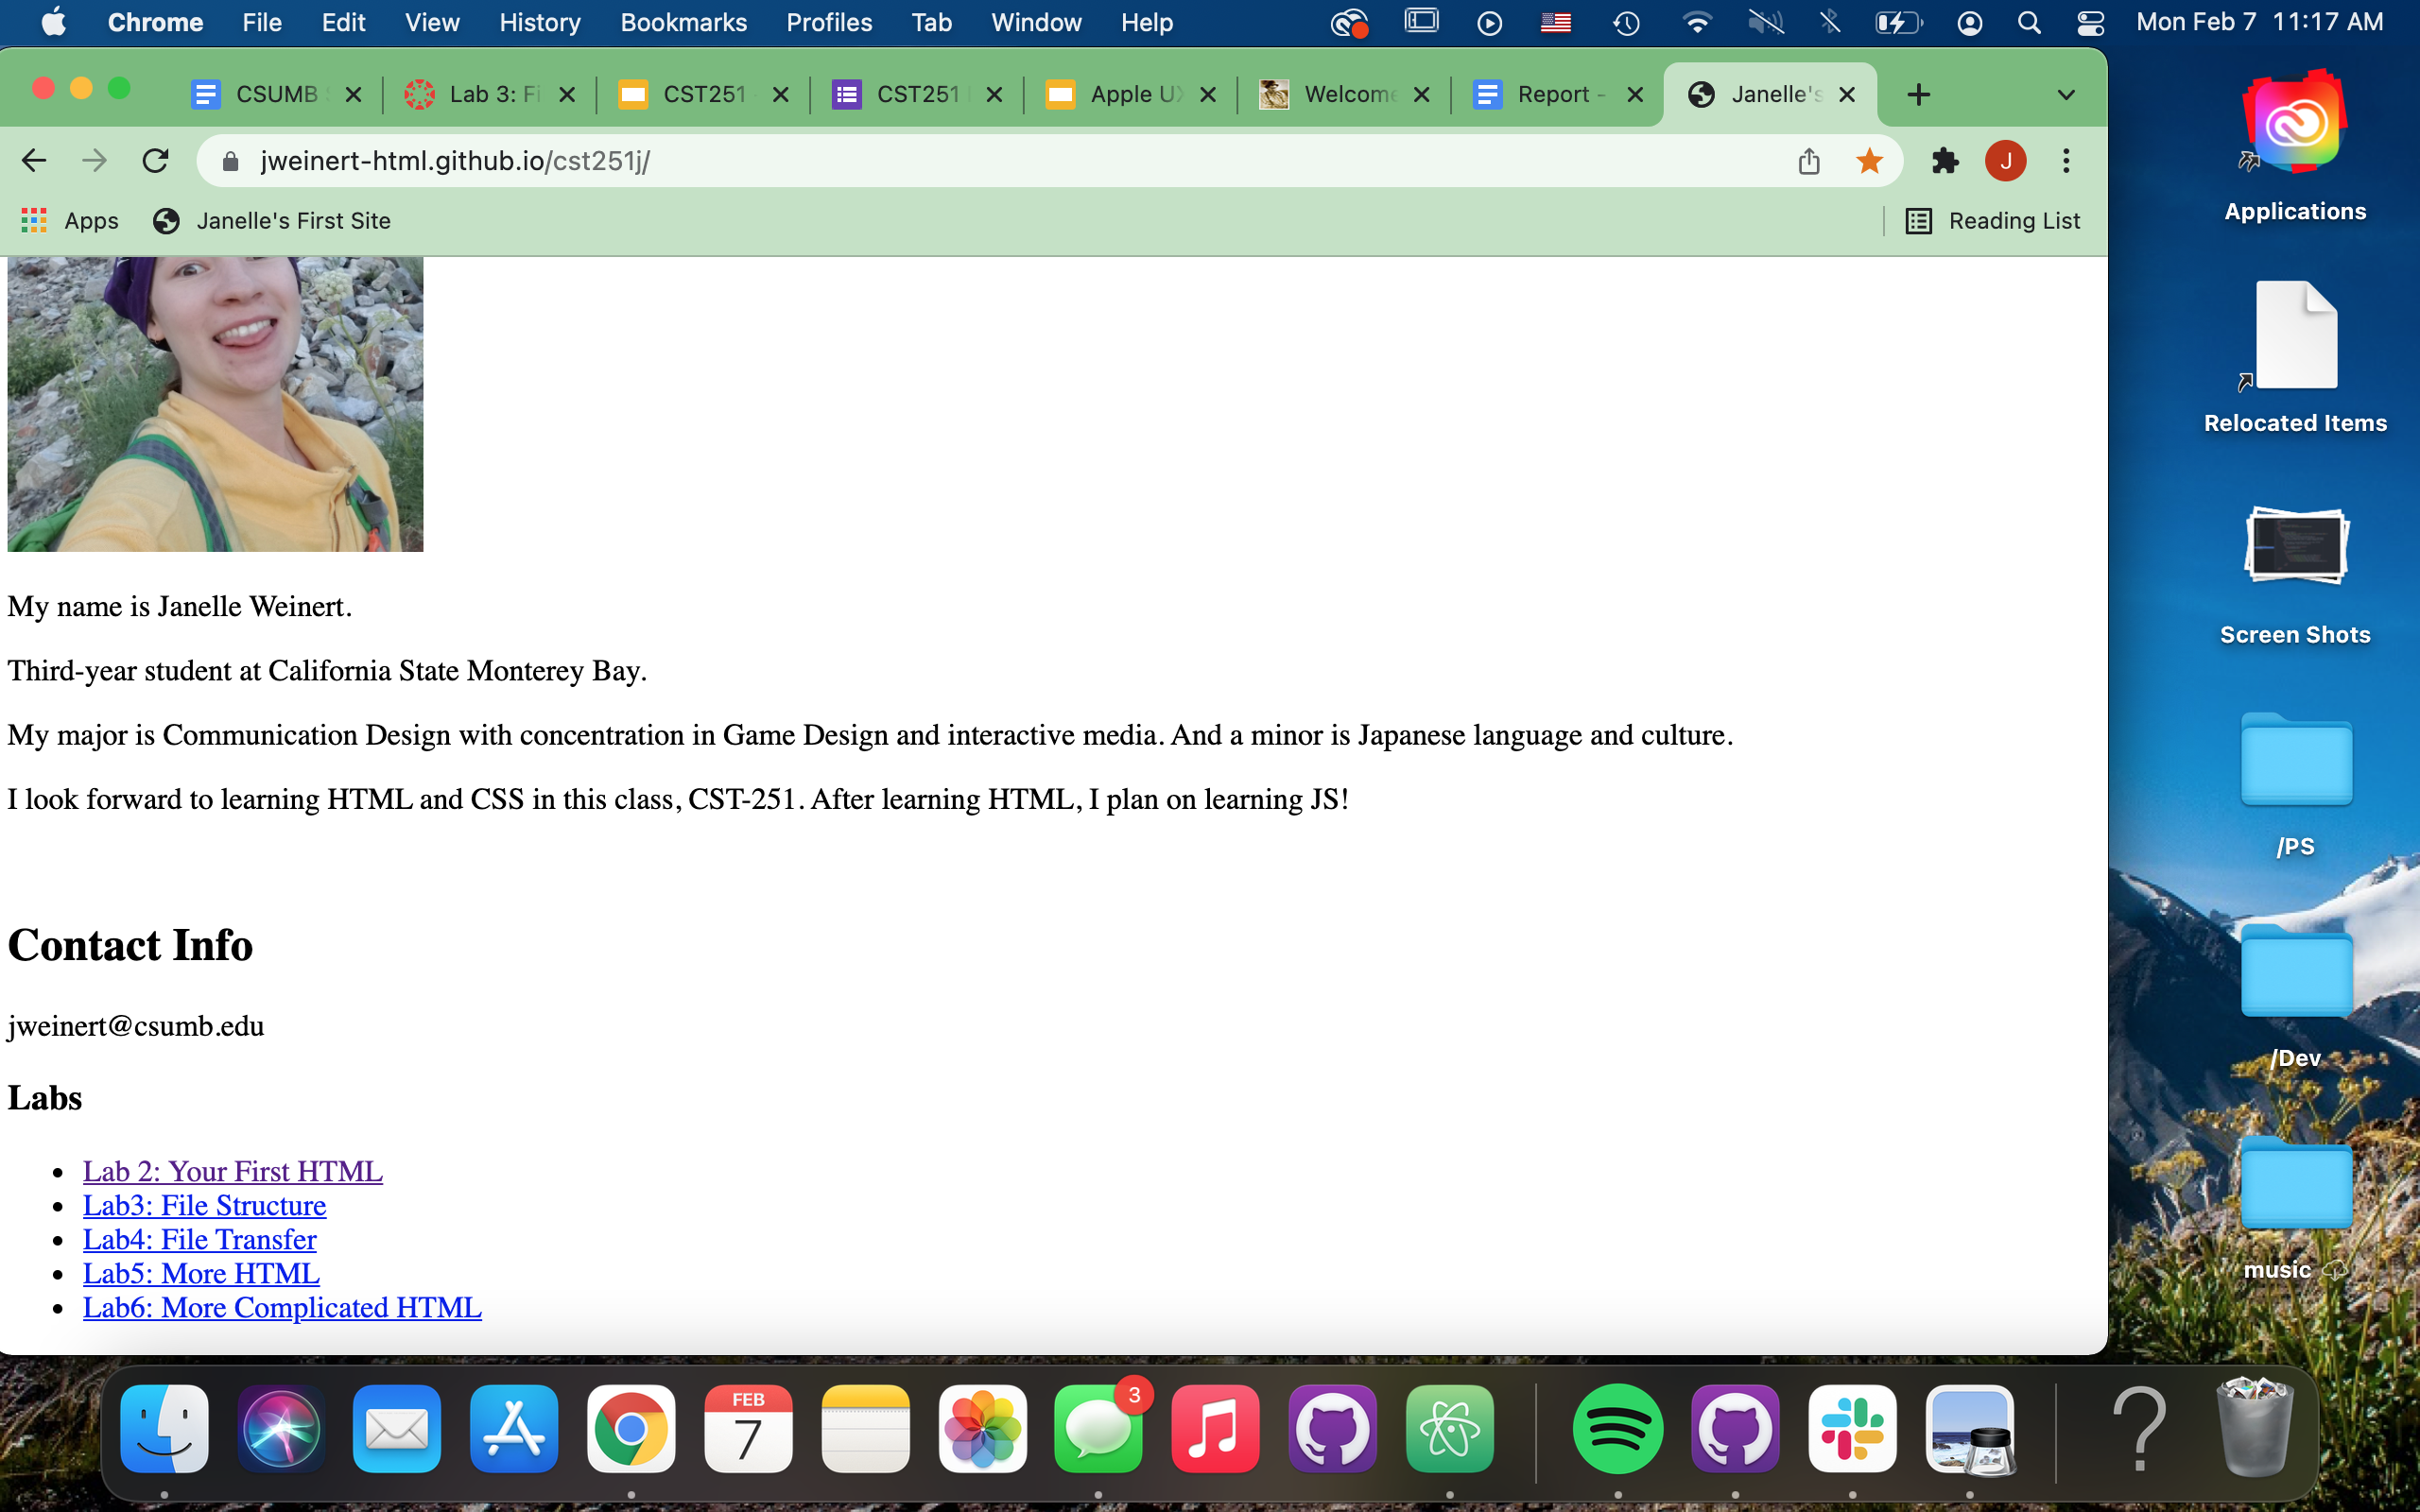 Chrome File Edit View History Bookmarks Profiles Tab Window Help Mon Feb 7 11:17 AM
CSUMB Lab 3: Fi CST251 CST251 Apple UX Welcome Report - Janelle's
jweinert-html.github.io/cst251j/ J
Apps Janelle's First Site Reading List
Applications
Relocated Items
Screen Shots
/PS
/Dev
music
My name is Janelle Weinert.
Third-year student at California State Monterey Bay.
My major is Communication Design with concentration in Game Design and interactive media. And a minor is Japanese language and culture.
I look forward to learning HTML and CSS in this class, CST-251. After learning HTML, I plan on learning JS!
Contact Info
jweinert@csumb.edu
Labs
Lab 2: Your First HTML
Lab3: File Structure
Lab4: File Transfer
Lab5: More HTML
Lab6: More Complicated HTML
FEB
7
3